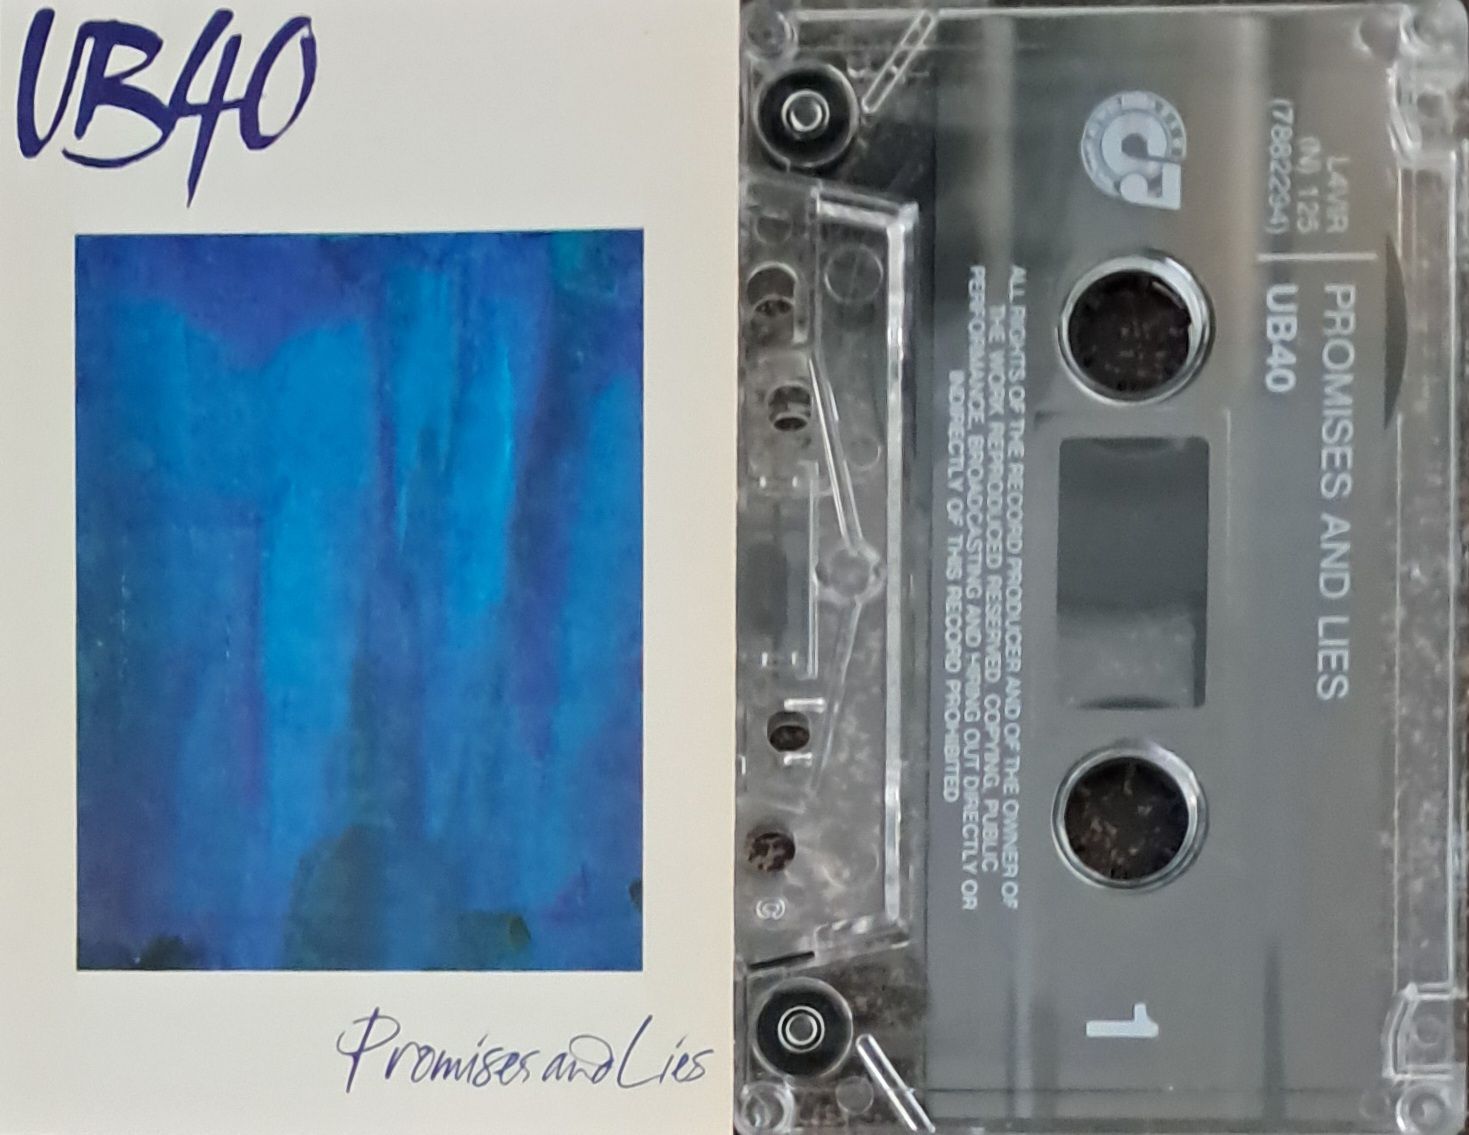 UB40
Promises and Lies
L4VIR
(N) 125
(78822294)
PROMISES AND LIES
UB40
ALL RIGHTS OF THE RECORD PRODUCER AND OF THE OWNER OF
THE WORK REPRODUCED RESERVED. COPYING, PUBLIC
PERFORMANCE, BROADCASTING AND HIRING OUT DIRECTLY OR
INDIRECTLY OF THIS RECORD PROHIBITED
1